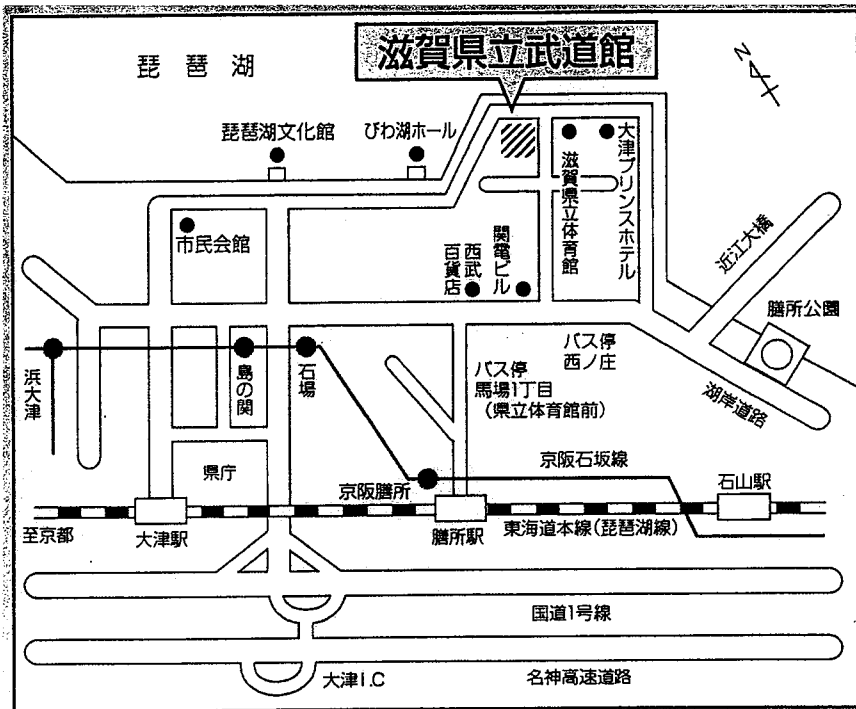 滋賀県立武道館
琵琶湖
N
琵琶湖文化館
びわ湖ホール
大津プリンスホテル
滋賀県立体育館
市民会館
関電ビル
西武
百貨店
近江大橋
膳所公園
浜大津
島の関
石場
バス停
西ノ庄
バス停
馬場1丁目
(県立体育館前)
湖岸道路
県庁
京阪膳所
京阪石坂線
石山駅
至京都
大津駅
膳所駅
東海道本線(琵琶湖線)
国道1号線
大津I.C
名神高速道路